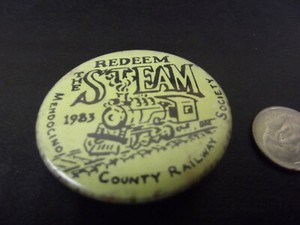 REDEEM
THE STEAM
1983
MENDOCINO COUNTY RAILWAY SOCIETY